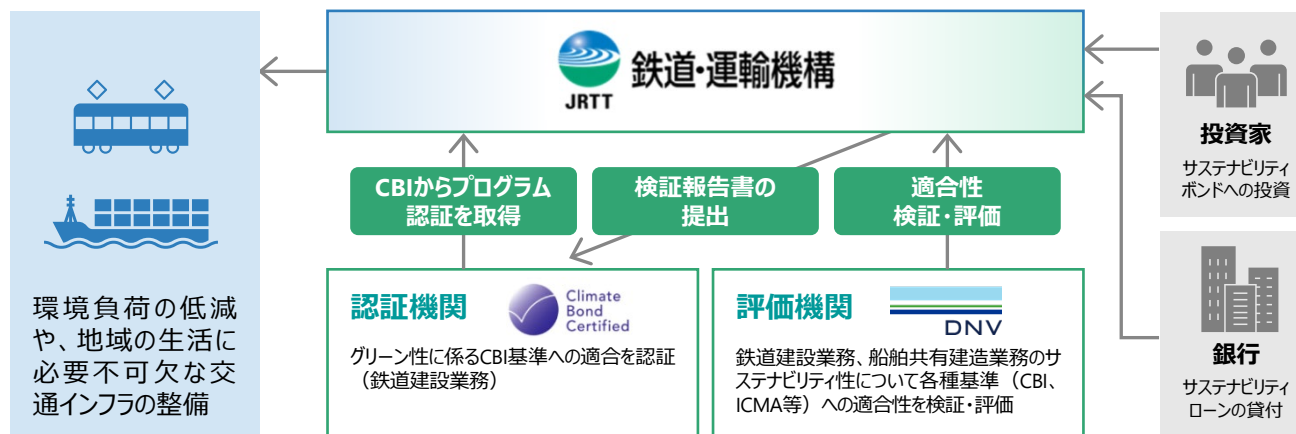 JRTT
鉄道・運輸機構
CBIからプログラム
認証を取得
検証報告書の
提出
適合性
検証・評価
投資家
サステナビリティ
ボンドへの投資
環境負荷の低減
や、地域の生活に
必要不可欠な交
通インフラの整備
認証機関
Climate
Bond
Certified
グリーン性に係るCBI基準への適合を認証
（鉄道建設業務）
評価機関
DNV
鉄道建設業務、船舶共有建造業務のサ
ステナビリティ性について各種基準（CBI、
ICMA等）への適合性を検証・評価
銀行
サステナビリティ
ローンの貸付